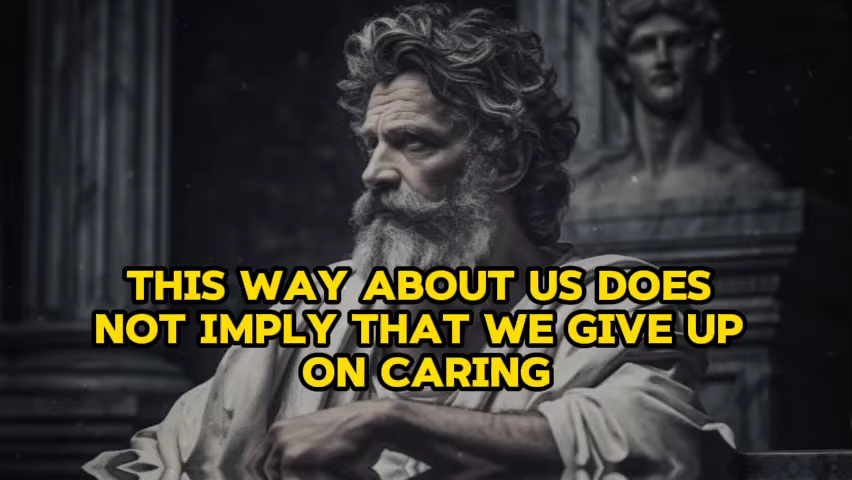 THIS WAY ABOUT US DOES
NOT IMPLY THAT WE GIVE UP
ON CARING